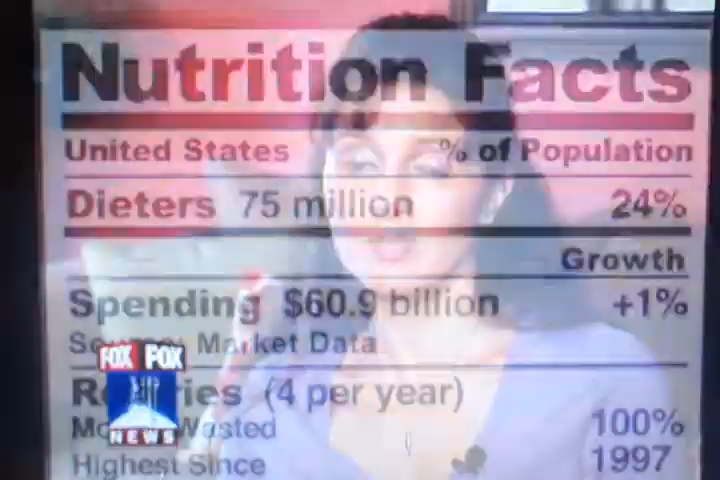 Nutrition Facts
United States % of Population
Dieters 75 million 24%
Growth
Spending $60.9 billion +1%
Market Data
(4 per year)
Wasted 100%
Highest Since 1997
FOX FOX
NEWS